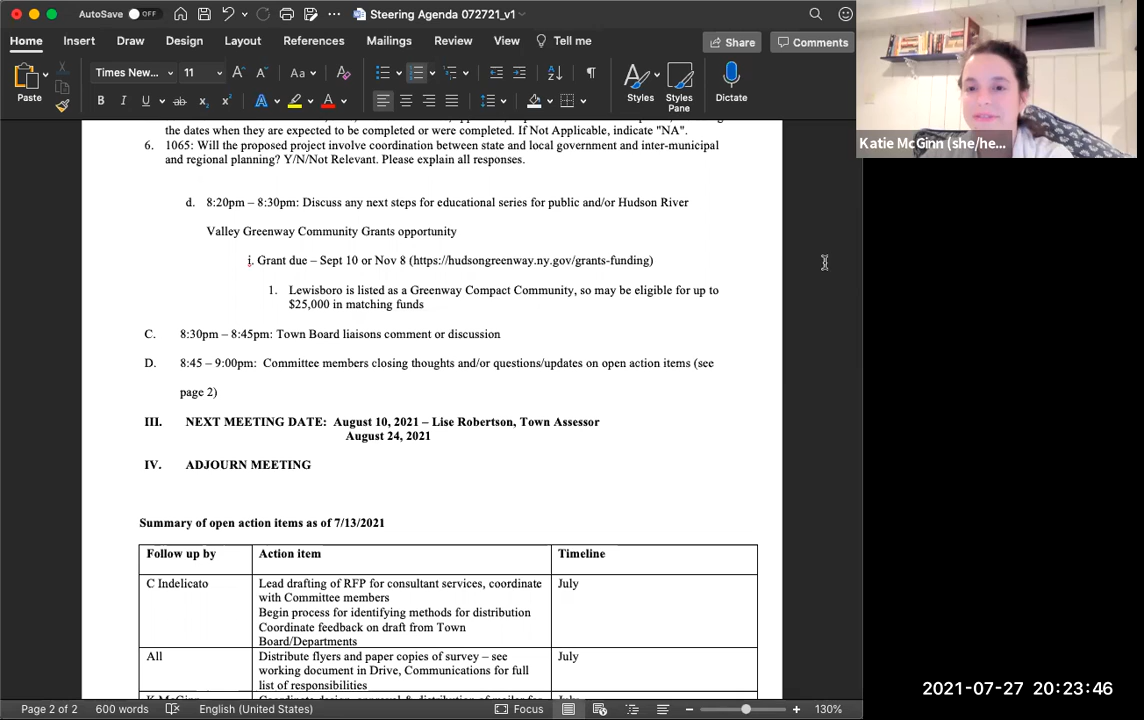 AutoSave OFF
Steering Agenda 072721_v1
Home Insert Draw Design Layout References Mailings Review View Tell me
Share Comments
Paste
Times New... 11
Styles
Styles Pane
Dictate
the dates when they are expected to be completed or were completed. If Not Applicable, indicate "NA".
6. 1065: Will the proposed project involve coordination between state and local government and inter-municipal
and regional planning? Y/N/Not Relevant. Please explain all responses.
d. 8:20pm – 8:30pm: Discuss any next steps for educational series for public and/or Hudson River
Valley Greenway Community Grants opportunity
i. Grant due – Sept 10 or Nov 8 (https://hudsongreenway.ny.gov/grants-funding)
1. Lewisboro is listed as a Greenway Compact Community, so may be eligible for up to
$25,000 in matching funds
C. 8:30pm – 8:45pm: Town Board liaisons comment or discussion
D. 8:45 – 9:00pm: Committee members closing thoughts and/or questions/updates on open action items (see
page 2)
III. NEXT MEETING DATE: August 10, 2021 – Lise Robertson, Town Assessor
August 24, 2021
IV. ADJOURN MEETING
Summary of open action items as of 7/13/2021
Follow up by Action item Timeline
C Indelicato Lead drafting of RFP for consultant services, coordinate July
with Committee members
Begin process for identifying methods for distribution
Coordinate feedback on draft from Town
Board/Departments
All Distribute flyers and paper copies of survey – see July
working document in Drive, Communications for full
list of responsibilities
Page 2 of 2 600 words English (United States) Focus 130%
Katie McGinn (she/he...
2021-07-27 20:23:46